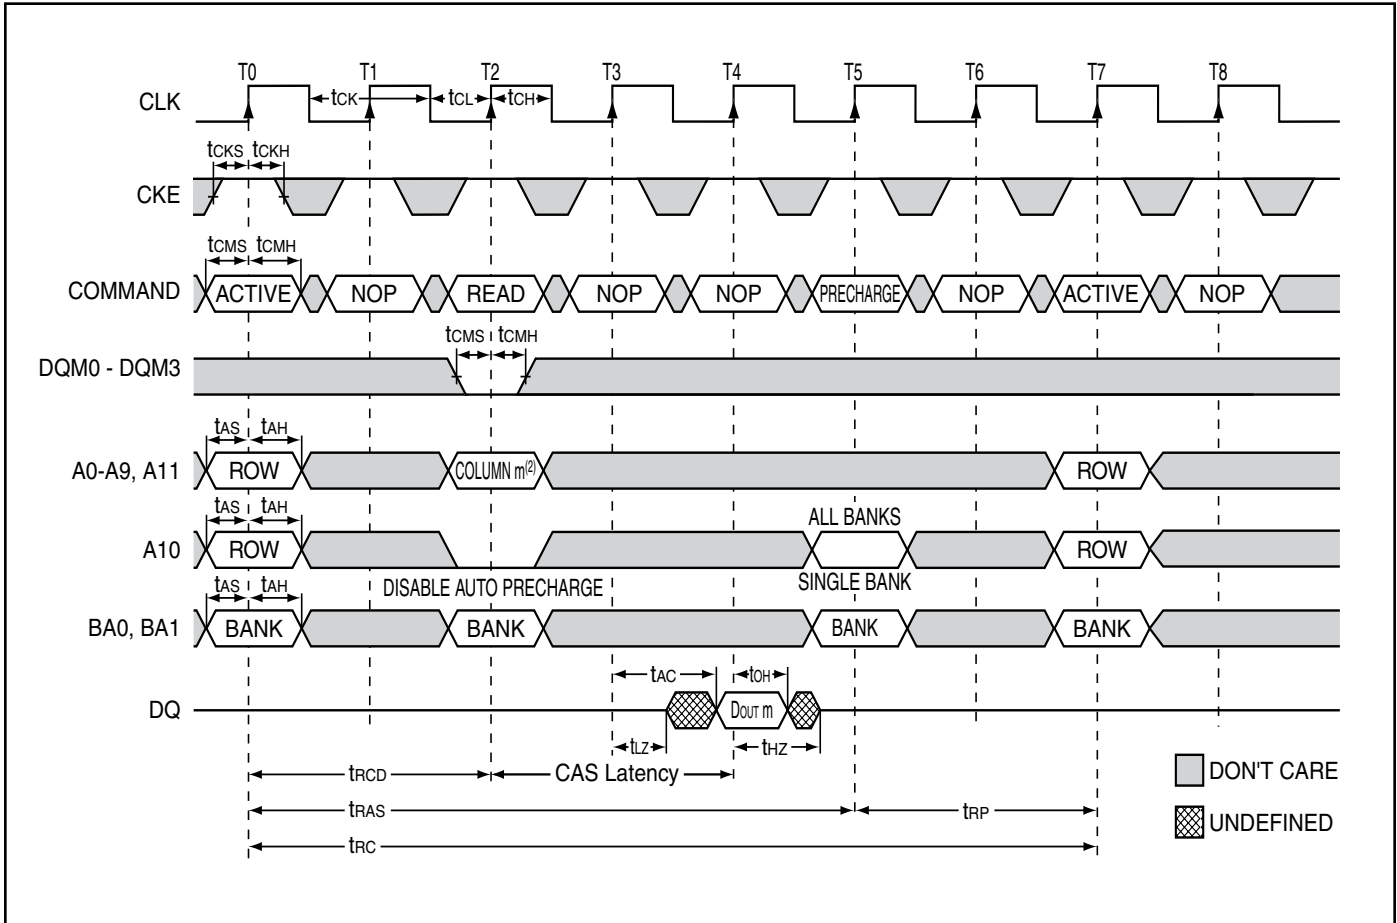 T0 T1 T2 T3 T4 T5 T6 T7 T8
CLK tCK tCL tCH
tCKS tCKH
CKE
tCMS tCMH
COMMAND ACTIVE NOP READ NOP NOP PRECHARGE NOP ACTIVE NOP
tCMS tCMH
DQM0 - DQM3
tAS tAH
A0-A9, A11 ROW COLUMN m(2) ROW
tAS tAH ALL BANKS
A10 ROW ROW
tAS tAH DISABLE AUTO PRECHARGE SINGLE BANK
BA0, BA1 BANK BANK BANK BANK
tAC tOH
DQ DOUT m
tLZ tHZ
tRCD CAS Latency DON'T CARE
tRAS tRP UNDEFINED
tRC